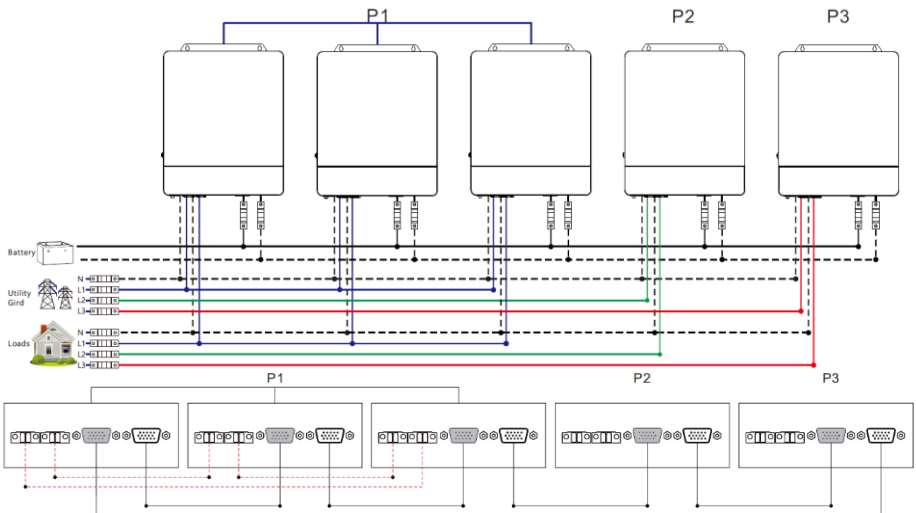 P1 P2 P3
Battery
N
L1
Utility
Gird
L2
L3
N
Loads
L1
L2
L3
P1 P2 P3